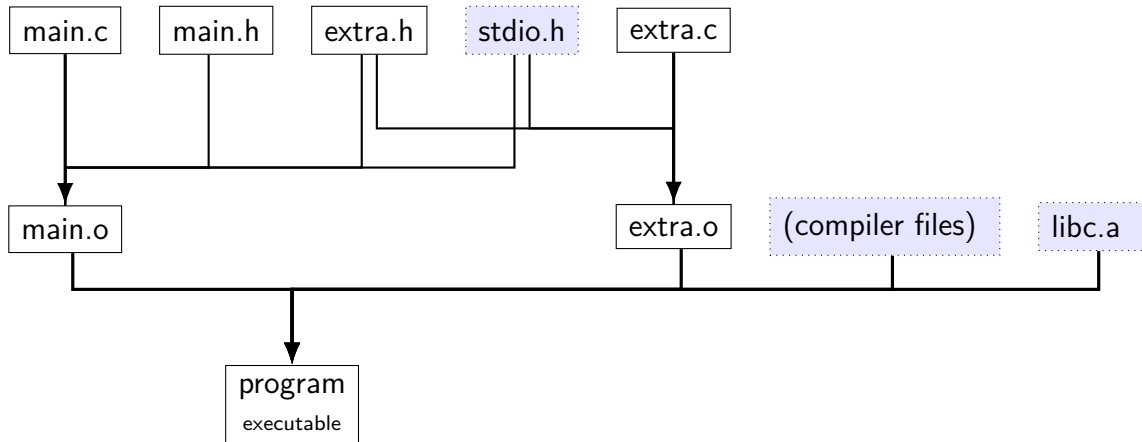 main.c
main.h
extra.h
stdio.h
extra.c
main.o
extra.o
(compiler files)
libc.a
program
executable